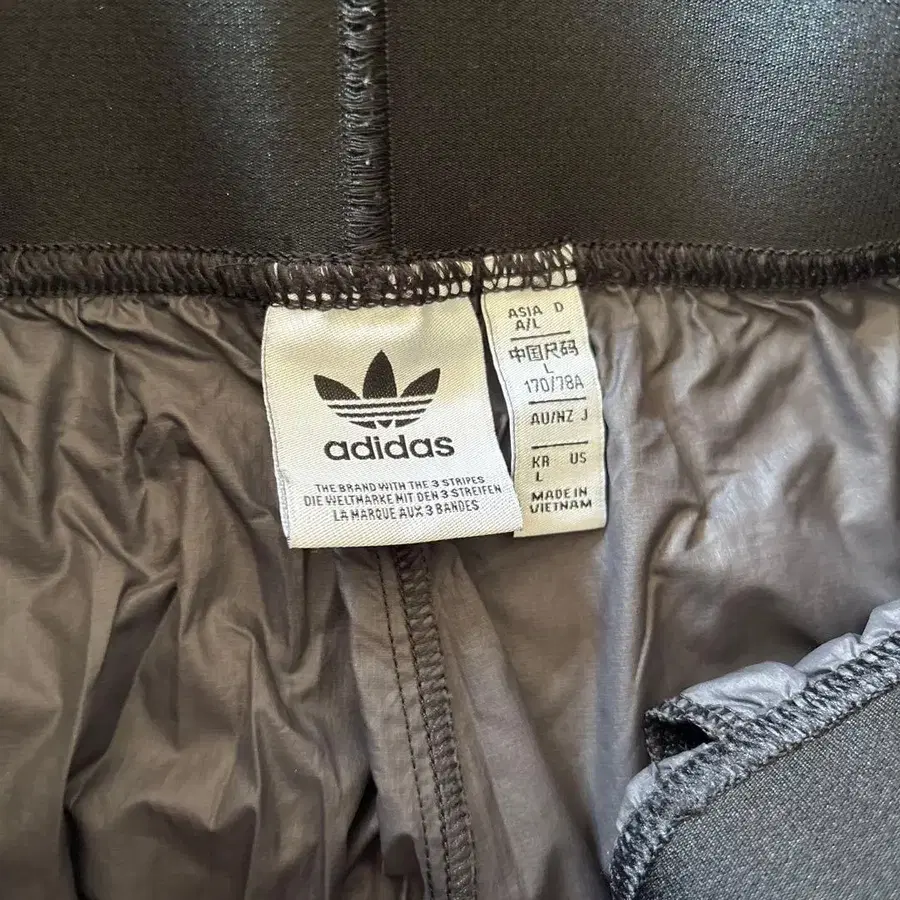 adidas
THE BRAND WITH THE 3 STRIPES
DIE WELTMARKE MIT DEN 3 STREIFEN
LA MARQUE AUX 3 BANDES
ASIA D
A/L
中国尺码
L
170/78A
AU/NZ J
KR US
L
MADE IN
VIETNAM